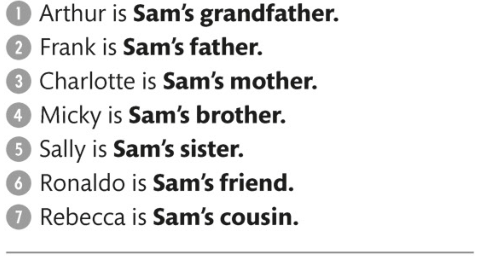 1 Arthur is Sam's grandfather.
2 Frank is Sam's father.
3 Charlotte is Sam's mother.
4 Micky is Sam's brother.
5 Sally is Sam's sister.
6 Ronaldo is Sam's friend.
7 Rebecca is Sam's cousin.